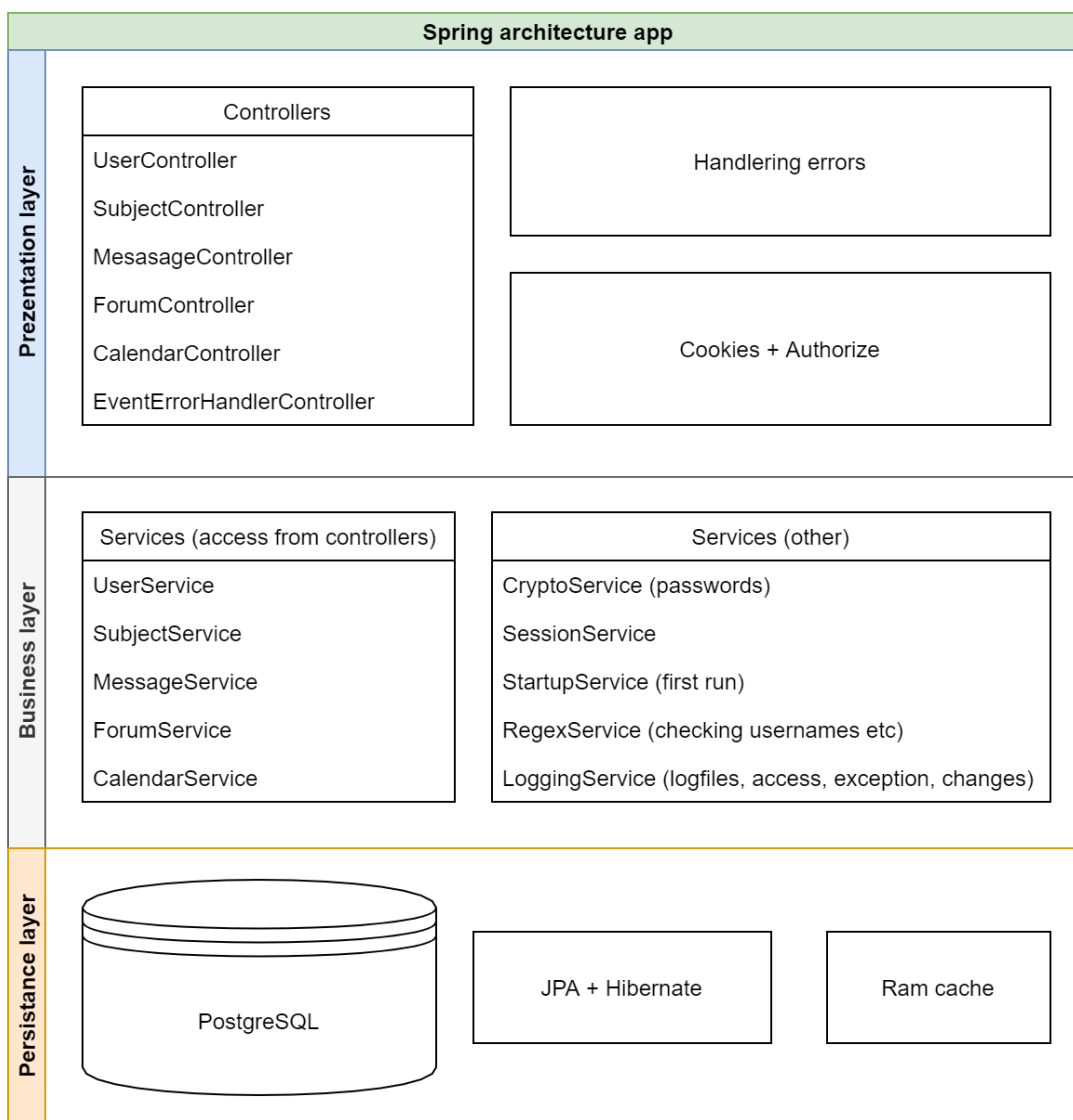 Spring architecture app
Prezentation layer
Controllers
UserController
SubjectController
MesasageController
ForumController
CalendarController
EventErrorHandlerController
Handlering errors
Cookies + Authorize
Business layer
Services (access from controllers)
UserService
SubjectService
MessageService
ForumService
CalendarService
Services (other)
CryptoService (passwords)
SessionService
StartupService (first run)
RegexService (checking usernames etc)
LoggingService (logfiles, access, exception, changes)
Persistance layer
PostgreSQL
JPA + Hibernate
Ram cache